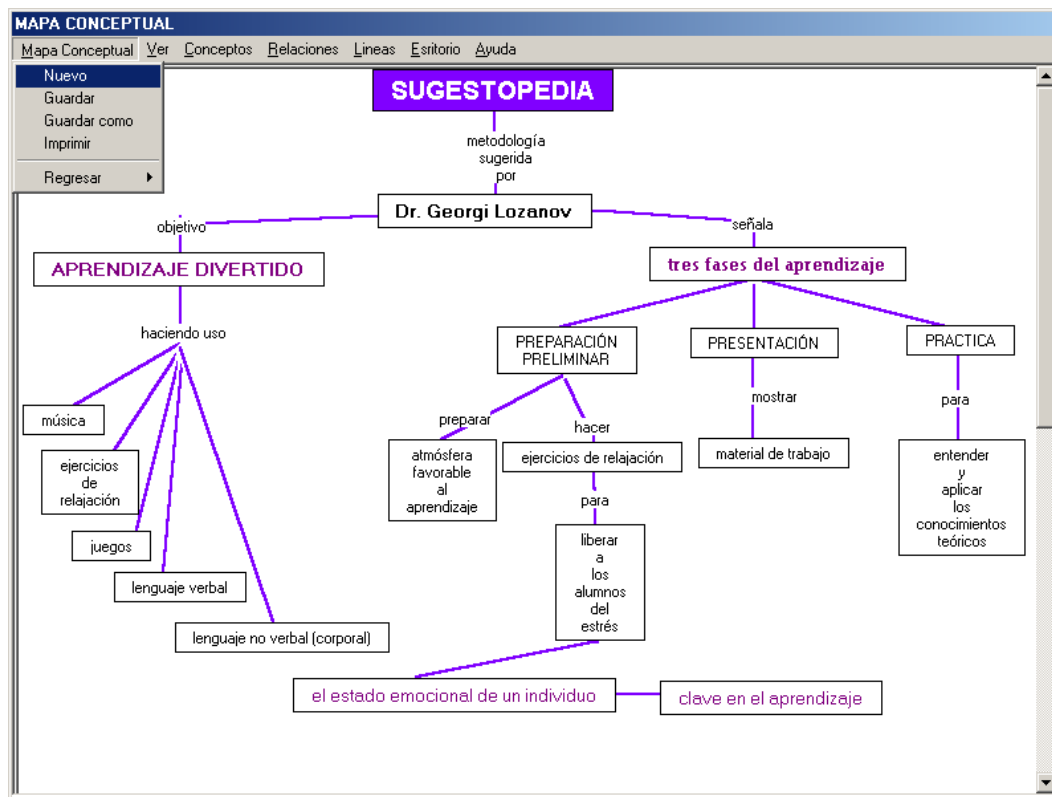 MAPA CONCEPTUAL
Mapa Conceptual Ver Conceptos Relaciones Lineas Esritorio Ayuda
Nuevo
Guardar
Guardar como
Imprimir
Regresar
SUGESTOPEDIA
metodología
sugerida
por
Dr. Georgi Lozanov
objetivo
APRENDIZAJE DIVERTIDO
haciendo uso
música
ejercicios
de
relajación
juegos
lenguaje verbal
lenguaje no verbal (corporal)
señala
tres fases del aprendizaje
PREPARACIÓN
PRELIMINAR
preparar
atmósfera
favorable
al
aprendizaje
hacer
ejercicios de relajación
para
liberar
a
los
alumnos
del
estrés
el estado emocional de un individuo
clave en el aprendizaje
PRESENTACIÓN
mostrar
material de trabajo
PRACTICA
para
entender
y
aplicar
los
conocimientos
teóricos